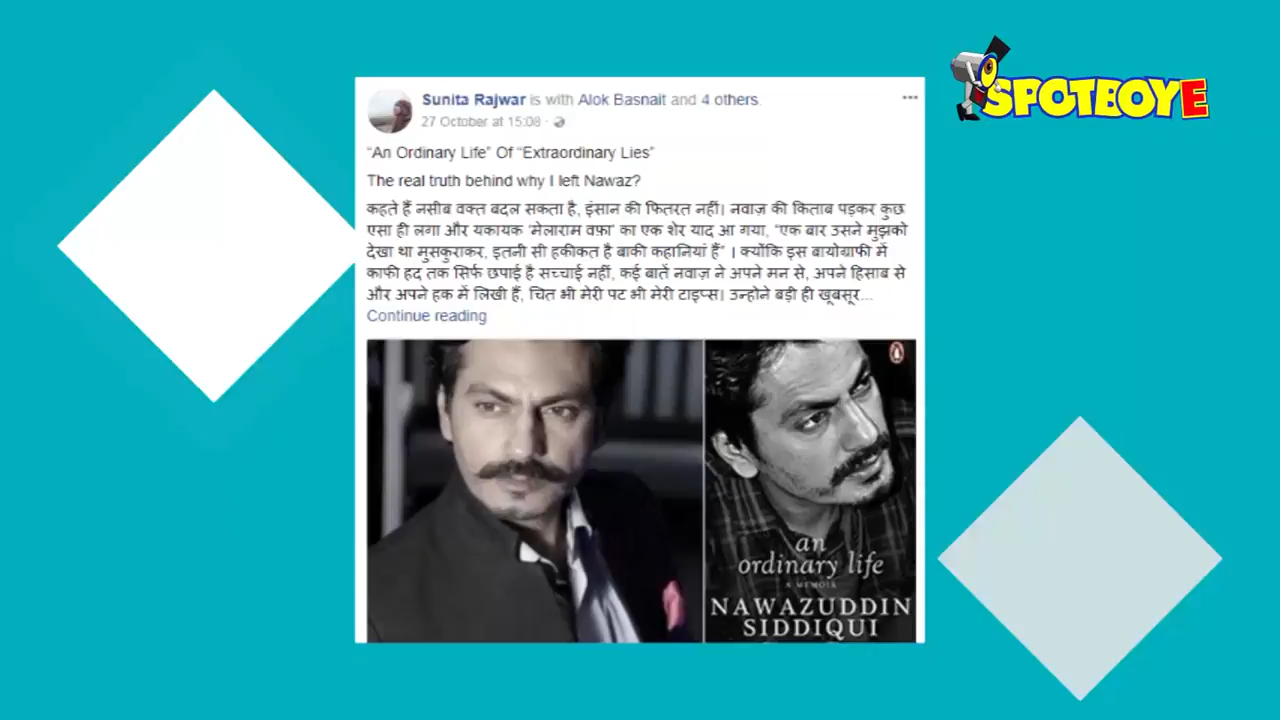 SPOTBOYE
Sunita Rajwar is with Alok Basnait and 4 others.
27 October at 15:08 ·
"An Ordinary Life" Of "Extraordinary Lies"
The real truth behind why I left Nawaz?
कहते हैं नसीब वक्त बदल सकता है, इंसान की फितरत नहीं। नवाज़ की किताब पढ़कर कुछ
एसा ही लगा और यकायक 'मेलाराम वफ़ा' का एक शेर याद आ गया, "एक बार उसने मुझको
देखा था मुसकुराकर, इतनी सी हकीकत है बाकी कहानियां हैं" । क्योंकि इस बायोग्राफी में
काफी हद तक सिर्फ छपाई है सच्चाई नहीं, कई बातें नवाज़ ने अपने मन से, अपने हिसाब से
और अपने हक में लिखी हैं, चित भी मेरी पट भी मेरी टाइप्स। उन्होने बड़ी ही खूबसूर...
Continue reading
an
ordinary life
A MEMOIR
NAWAZUDDIN
SIDDIQUI